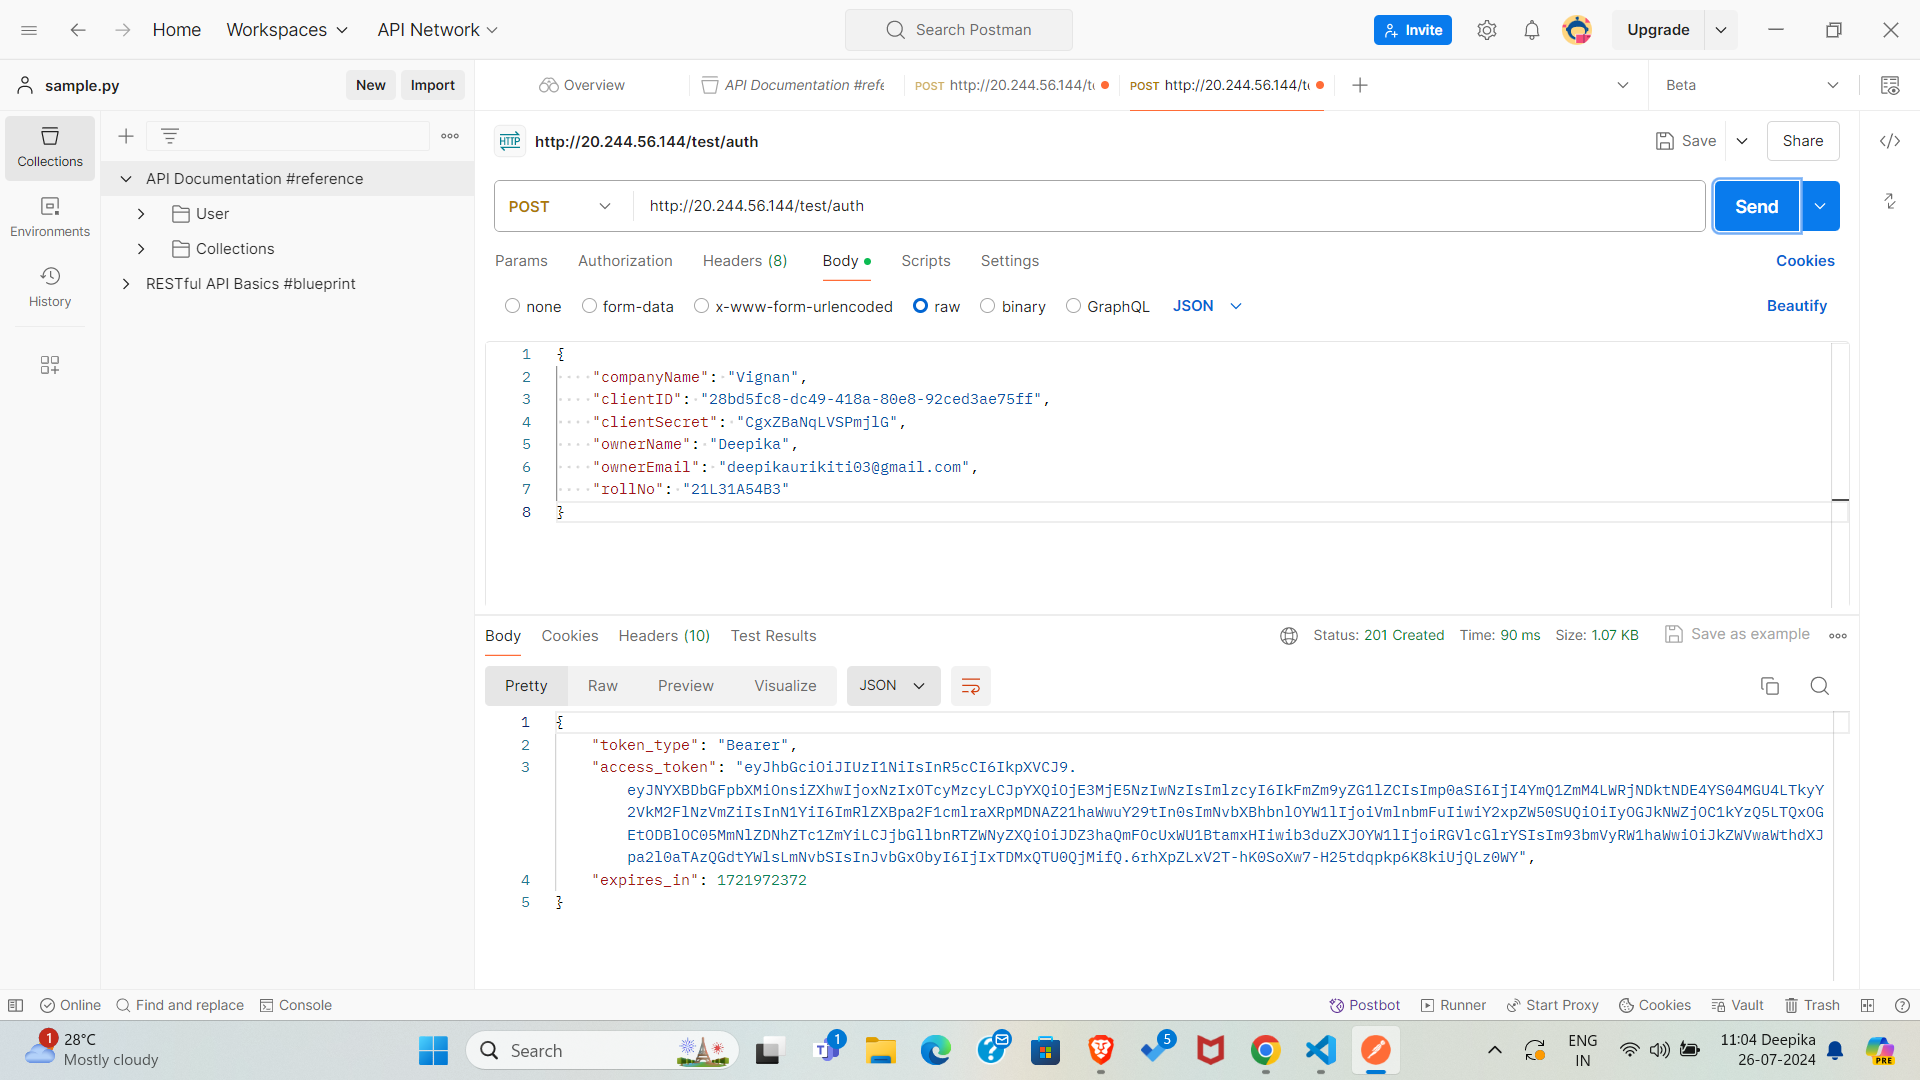 Home Workspaces API Network Search Postman Invite Upgrade
sample.py New Import Overview API Documentation #refe POST http://20.244.56.144/t POST http://20.244.56.144/t Beta
Collections
Environments
History
API Documentation #reference
User
Collections
RESTful API Basics #blueprint
HTTP http://20.244.56.144/test/auth Save Share
POST http://20.244.56.144/test/auth Send
Params Authorization Headers (8) Body Scripts Settings Cookies
none form-data x-www-form-urlencoded raw binary GraphQL JSON Beautify
1 {
2 "companyName": "Vignan",
3 "clientID": "28bd5fc8-dc49-418a-80e8-92ced3ae75ff",
4 "clientSecret": "CgxZBaNqLVSPmjlG",
5 "ownerName": "Deepika",
6 "ownerEmail": "deepikaurikiti03@gmail.com",
7 "rollNo": "21L31A54B3"
8 }
Body Cookies Headers (10) Test Results Status: 201 Created Time: 90 ms Size: 1.07 KB Save as example
Pretty Raw Preview Visualize JSON
1 {
2 "token_type": "Bearer",
3 "access_token": "eyJhbGciOiJIUzI1NiIsInR5cCI6IkpXVCJ9.
4 "expires_in": 1721972372
5 }
Online Find and replace Console Postbot Runner Start Proxy Cookies Vault Trash
1 28°C
Mostly cloudy
Search 1 5 ENG
IN
11:04 Deepika
26-07-2024
PRE